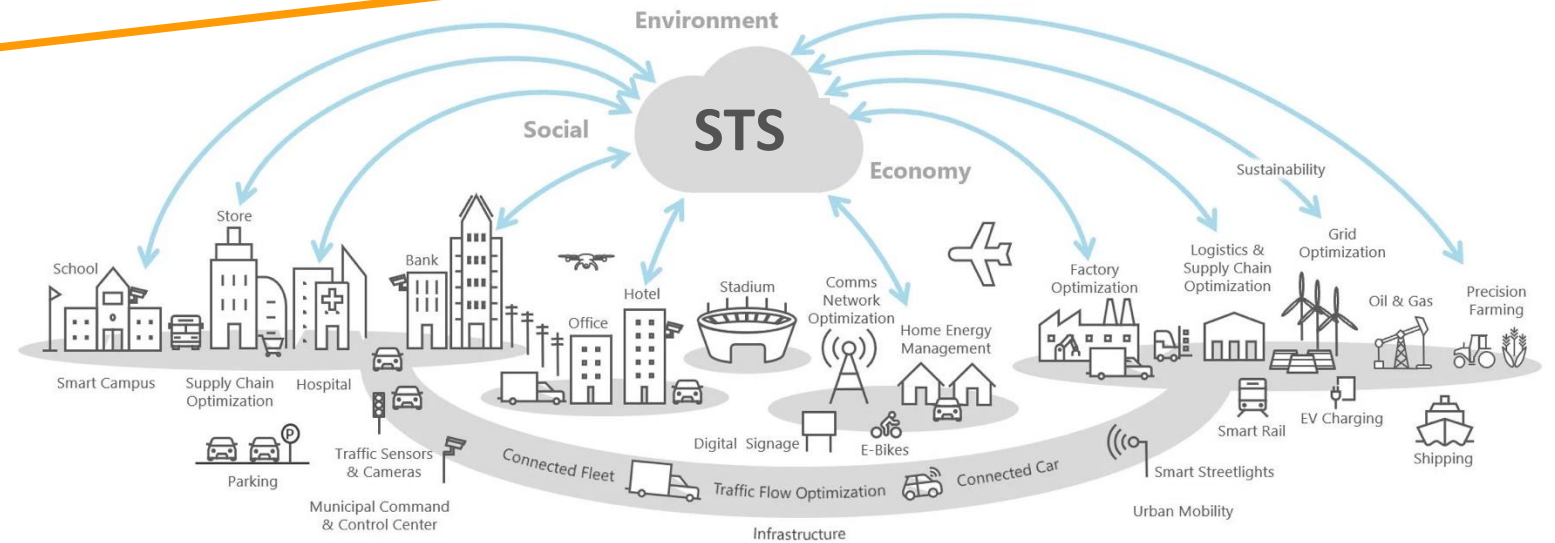 Environment
STS
Social
Economy
Sustainability
Store
School
Bank
Hotel
Office
Stadium
Comms
Network
Optimization
Home Energy
Management
Factory
Optimization
Logistics &
Supply Chain
Optimization
Grid
Optimization
Oil & Gas
Precision
Farming
Smart Campus
Supply Chain
Optimization
Hospital
P
Parking
Traffic Sensors
& Cameras
Municipal Command
& Control Center
Connected Fleet
Traffic Flow Optimization
Connected Car
Infrastructure
Digital Signage
E-Bikes
Smart Streetlights
Urban Mobility
Smart Rail
EV Charging
Shipping